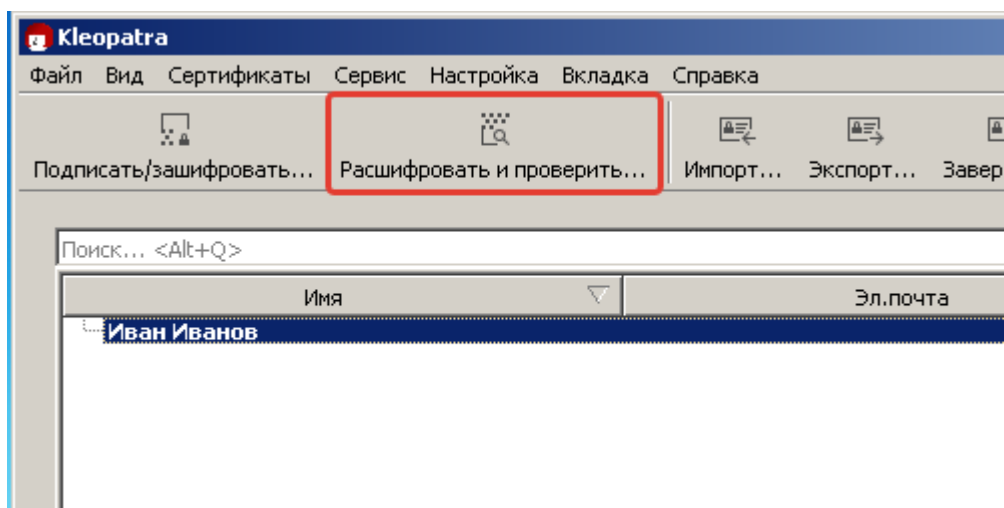 Kleopatra
Файл Вид Сертификаты Сервис Настройка Вкладка Справка
Подписать/зашифровать... Расшифровать и проверить... Импорт... Экспорт... Завер
Поиск... <Alt+Q>
Имя Эл.почта
Иван Иванов